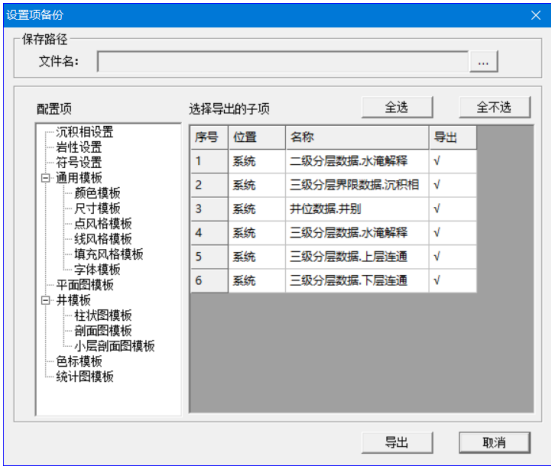 设置项备份
保存路径
文件名：
...
配置项
选择导出的子项
全选
全不选
沉积相设置
岩性设置
符号设置
通用模板
颜色模板
尺寸模板
点风格模板
线风格模板
填充风格模板
字体模板
平面图模板
井模板
柱状图模板
剖面图模板
小层剖面图模板
色标模板
统计图模板
序号 位置 名称 导出
1 系统 二级分层数据.水淹解释 √
2 系统 三级分层界限数据.沉积相 √
3 系统 井位数据.井别 √
4 系统 三级分层数据.水淹解释 √
5 系统 三级分层数据.上层连通 √
6 系统 三级分层数据.下层连通 √
导出
取消